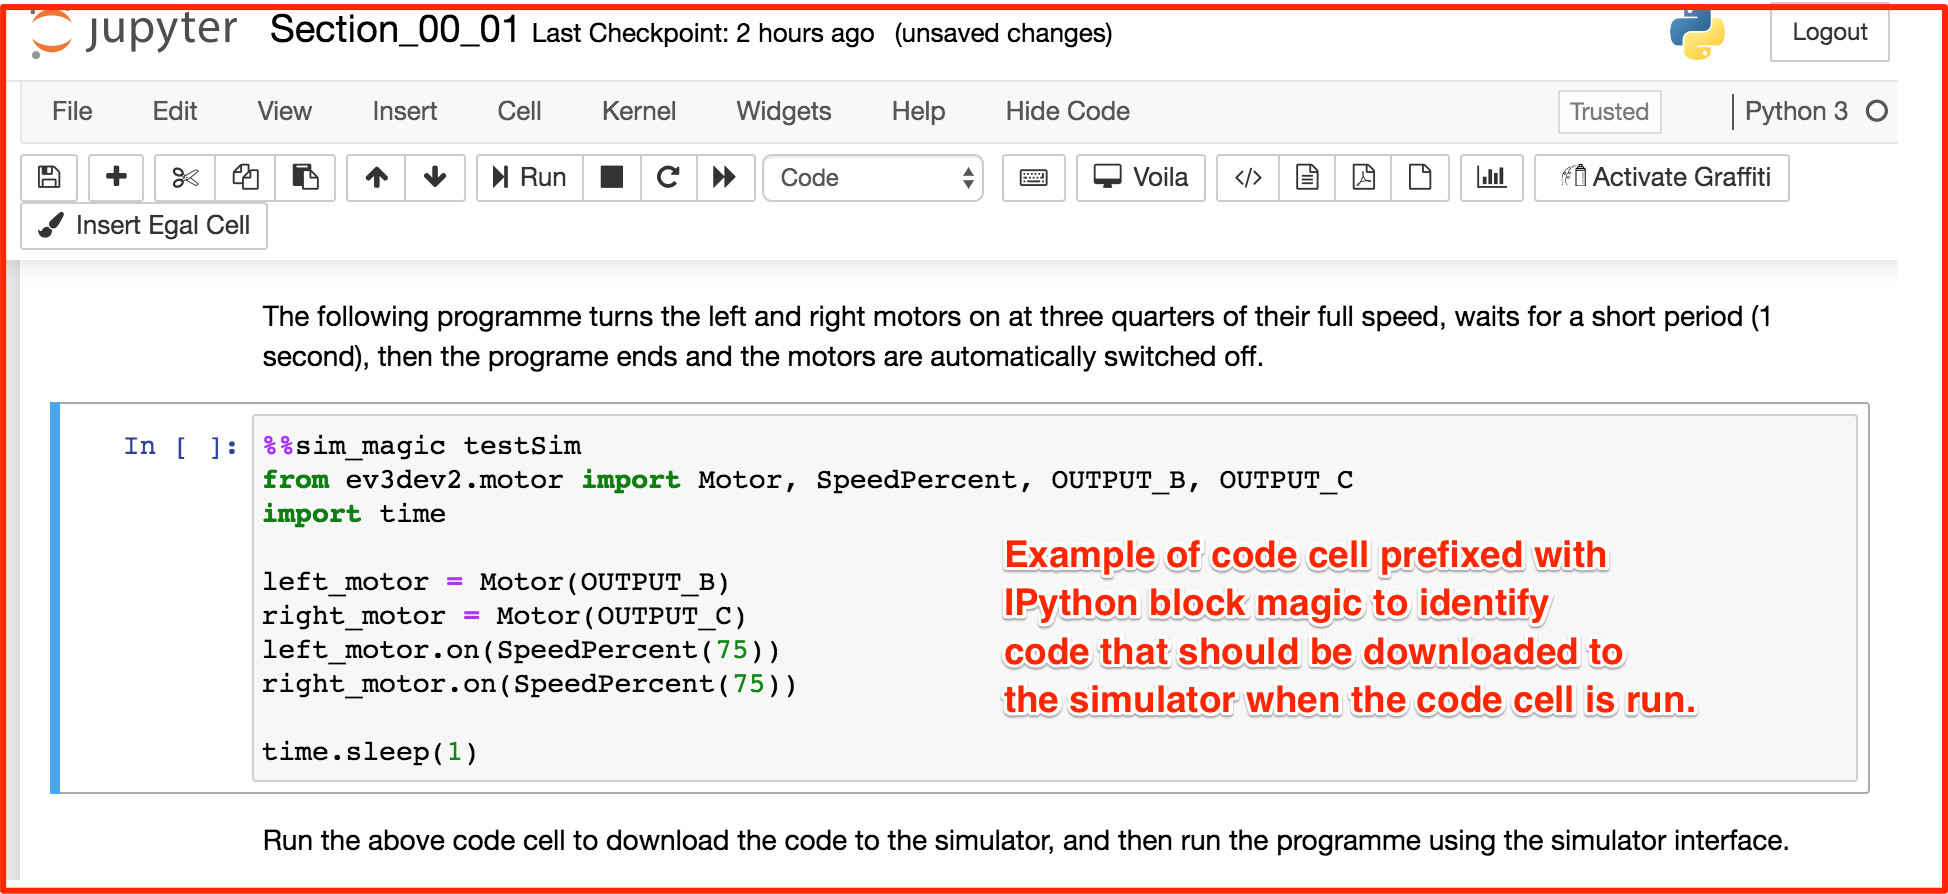 jupyter Section_00_01 Last Checkpoint: 2 hours ago (unsaved changes) Logout
File Edit View Insert Cell Kernel Widgets Help Hide Code Trusted Python 3
Run Code Voila Activate Graffiti
Insert Egal Cell
The following programme turns the left and right motors on at three quarters of their full speed, waits for a short period (1
second), then the programe ends and the motors are automatically switched off.
In [ ]: %%sim_magic testSim
from ev3dev2.motor import Motor, SpeedPercent, OUTPUT_B, OUTPUT_C
import time
left_motor = Motor(OUTPUT_B)
right_motor = Motor(OUTPUT_C)
left_motor.on(SpeedPercent(75))
right_motor.on(SpeedPercent(75))
time.sleep(1)
Example of code cell prefixed with
IPython block magic to identify
code that should be downloaded to
the simulator when the code cell is run.
Run the above code cell to download the code to the simulator, and then run the programme using the simulator interface.